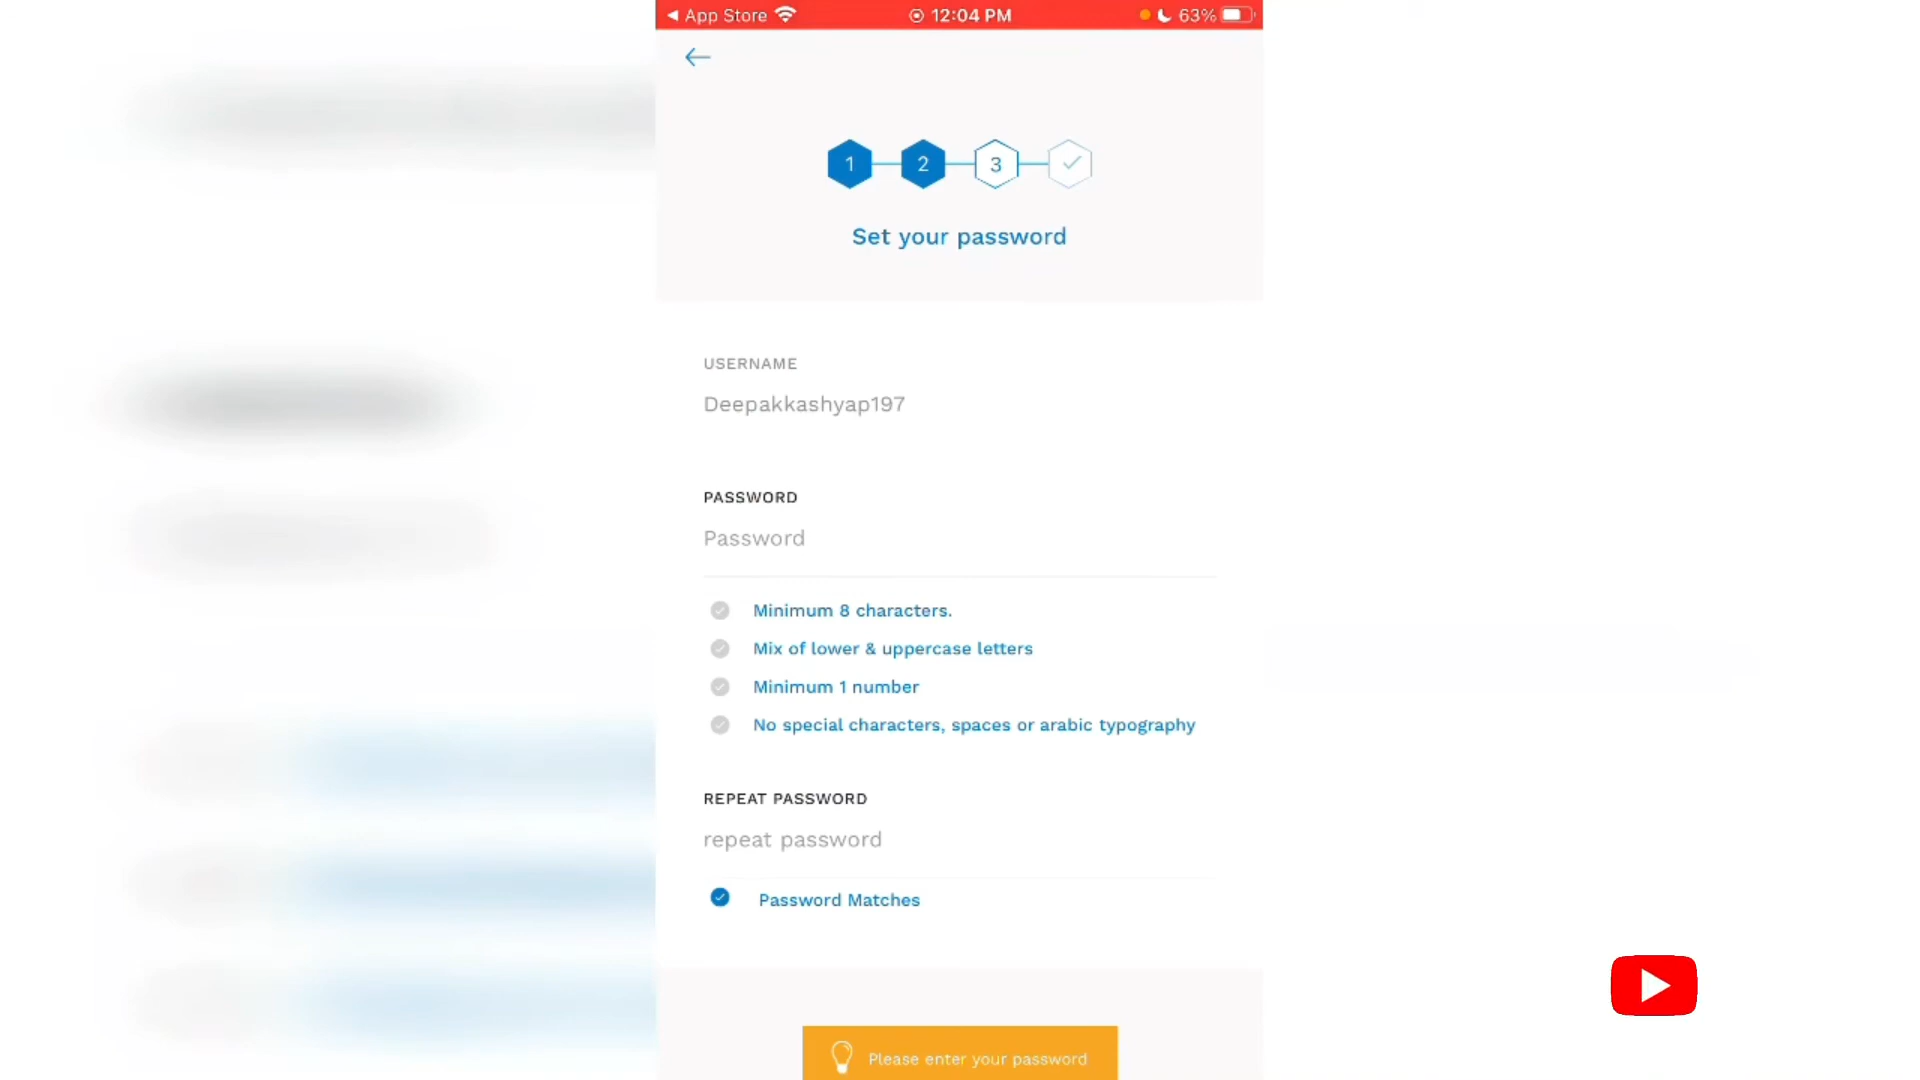 App Store 12:04 PM 63%
1 2 3
Set your password
USERNAME
Deepakkashyap197
PASSWORD
Password
Minimum 8 characters.
Mix of lower & uppercase letters
Minimum 1 number
No special characters, spaces or arabic typography
REPEAT PASSWORD
repeat password
Password Matches
Please enter your password